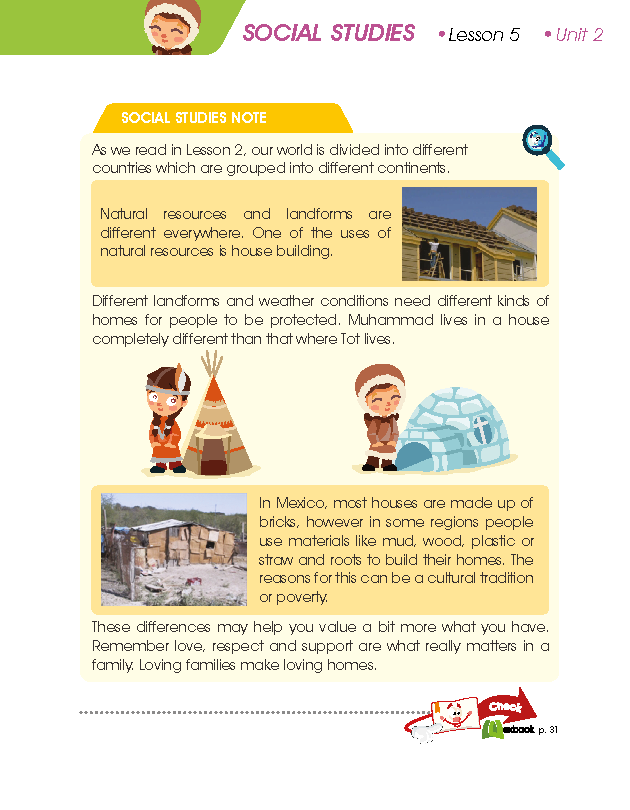 SOCIAL STUDIES • Lesson 5 • Unit 2
SOCIAL STUDIES NOTE
As we read in Lesson 2, our world is divided into different
countries which are grouped into different continents.
Natural resources and landforms are
different everywhere. One of the uses of
natural resources is house building.
Different landforms and weather conditions need different kinds of
homes for people to be protected. Muhammad lives in a house
completely different than that where Tot lives.
In Mexico, most houses are made up of
bricks, however in some regions people
use materials like mud, wood, plastic or
straw and roots to build their homes. The
reasons for this can be a cultural tradition
or poverty.
These differences may help you value a bit more what you have.
Remember love, respect and support are what really matters in a
family. Loving families make loving homes.
Check
p. 31